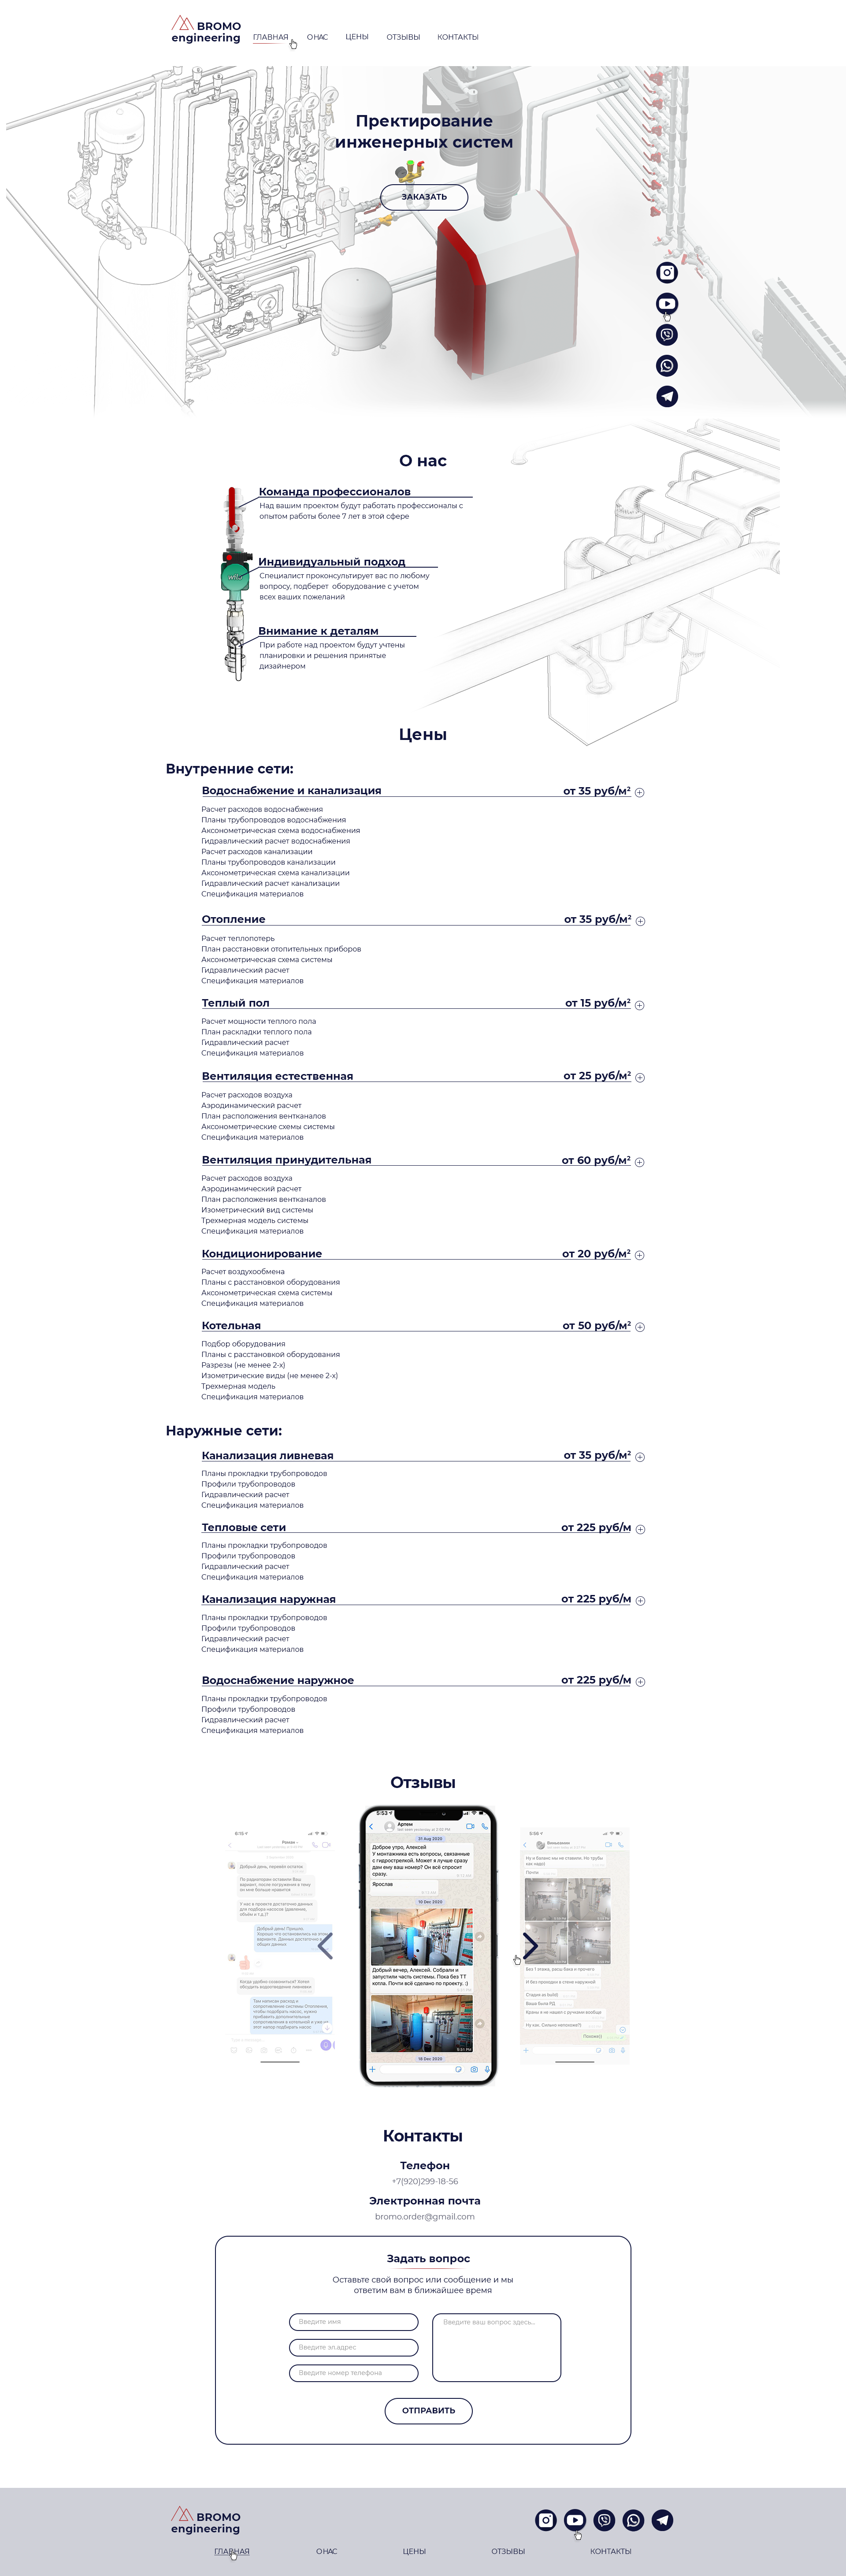 BROMO
engineering
ГЛАВНАЯ
О НАС
ЦЕНЫ
ОТЗЫВЫ
КОНТАКТЫ
Пректирование
инженерных систем
ЗАКАЗАТЬ
О нас
Команда профессионалов
Над вашим проектом будут работать профессионалы с
опытом работы более 7 лет в этой сфере
Индивидуальный подход
Специалист проконсультирует вас по любому
вопросу, подберет оборудование с учетом
всех ваших пожеланий
Внимание к деталям
При работе над проектом будут учтены
планировки и решения принятые
дизайнером
Цены
Внутренние сети:
Водоснабжение и канализация от 35 руб/м²
Расчет расходов водоснабжения
Планы трубопроводов водоснабжения
Аксонометрическая схема водоснабжения
Гидравлический расчет водоснабжения
Расчет расходов канализации
Планы трубопроводов канализации
Аксонометрическая схема канализации
Гидравлический расчет канализации
Спецификация материалов
Отопление от 35 руб/м²
Расчет теплопотерь
План расстановки отопительных приборов
Аксонометрическая схема системы
Гидравлический расчет
Спецификация материалов
Теплый пол от 15 руб/м²
Расчет мощности теплого пола
План раскладки теплого пола
Гидравлический расчет
Спецификация материалов
Вентиляция естественная от 25 руб/м²
Расчет расходов воздуха
Аэродинамический расчет
План расположения вентканалов
Аксонометрические схемы системы
Спецификация материалов
Вентиляция принудительная от 60 руб/м²
Расчет расходов воздуха
Аэродинамический расчет
План расположения вентканалов
Изометрический вид системы
Трехмерная модель системы
Спецификация материалов
Кондиционирование от 20 руб/м²
Расчет воздухообмена
Планы с расстановкой оборудования
Аксонометрическая схема системы
Спецификация материалов
Котельная от 50 руб/м²
Подбор оборудования
Планы с расстановкой оборудования
Разрезы (не менее 2-х)
Изометрические виды (не менее 2-х)
Трехмерная модель
Спецификация материалов
Наружные сети:
Канализация ливневая от 35 руб/м²
Планы прокладки трубопроводов
Профили трубопроводов
Гидравлический расчет
Спецификация материалов
Тепловые сети от 225 руб/м
Планы прокладки трубопроводов
Профили трубопроводов
Гидравлический расчет
Спецификация материалов
Канализация наружная от 225 руб/м
Планы прокладки трубопроводов
Профили трубопроводов
Гидравлический расчет
Спецификация материалов
Водоснабжение наружное от 225 руб/м
Планы прокладки трубопроводов
Профили трубопроводов
Гидравлический расчет
Спецификация материалов
Отзывы
5:53
Артем
31 Aug 2020
Доброе утро, Алексей
У монтажника есть вопросы, связанные
с гидрострелкой. Может я лучше сразу
дам ему ваш номер? Он всё спросит
сразу.
Ярослав
10 Dec 2020
Добрый вечер, Алексей. Собрали и
запустили часть системы. Пока без ТТ
котла. Почти всё сделано по проекту. :)
18 Dec 2020
Контакты
Телефон
+7(920)299-18-56
Электронная почта
bromo.order@gmail.com
Задать вопрос
Оставьте свой вопрос или сообщение и мы
ответим вам в ближайшее время
Введите имя
Введите ваш вопрос здесь...
Введите эл.адрес
Введите номер телефона
ОТПРАВИТЬ
BROMO
engineering
ГЛАВНАЯ
О НАС
ЦЕНЫ
ОТЗЫВЫ
КОНТАКТЫ